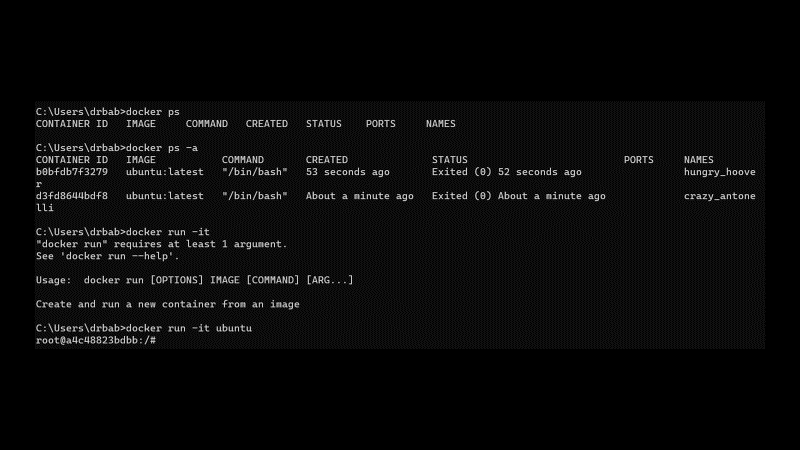 C:\Users\drbab>docker ps
CONTAINER ID   IMAGE     COMMAND   CREATED   STATUS    PORTS     NAMES
C:\Users\drbab>docker ps -a
CONTAINER ID   IMAGE           COMMAND       CREATED              STATUS                          PORTS     NAMES
b0bfdb7f3279   ubuntu:latest   "/bin/bash"   53 seconds ago       Exited (0) 52 seconds ago                 hungry_hoove
r
d3fd8644bdf8   ubuntu:latest   "/bin/bash"   About a minute ago   Exited (0) About a minute ago             crazy_antone
lli
C:\Users\drbab>docker run -it
"docker run" requires at least 1 argument.
See 'docker run --help'.
Usage:  docker run [OPTIONS] IMAGE [COMMAND] [ARG...]
Create and run a new container from an image
C:\Users\drbab>docker run -it ubuntu
root@a4c48823bdbb:/#